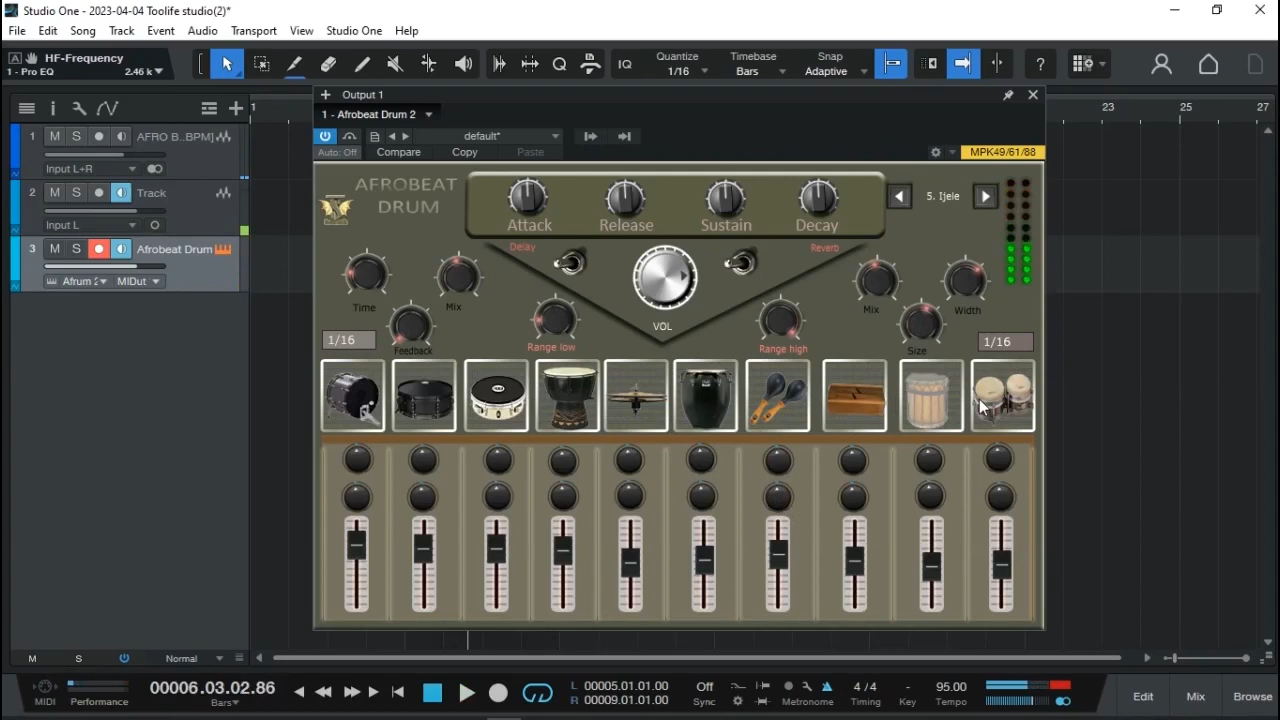 Studio One - 2023-04-04 Toolife studio(2)*
File Edit Song Track Event Audio Transport View Studio One Help
HF-Frequency
1 - Pro EQ 2.46 k
Quantize
1/16
Timebase
Bars
Snap
Adaptive
IQ
?
Output 1
1 - Afrobeat Drum 2
default*
Auto: Off Compare Copy Paste
MPK49/61/88
1
23 25 27
1 M S AFRO B..BPM]
Input L+R
2 M S Track
Input L
3 M S Afrobeat Drum
Afrum 2 MIDut
AFROBEAT
DRUM
Attack Release Sustain Decay
5. Ijele
Delay
Reverb
Time
Mix
Feedback
Range low
VOL
Range high
Mix
Width
Size
1/16
1/16
M S Normal
MIDI
Performance
00006.03.02.86
Bars
L 00005.01.01.00
R 00009.01.01.00
Off
Sync
Metronome
4 / 4
Timing
-
Key
95.00
Tempo
Edit Mix Browse